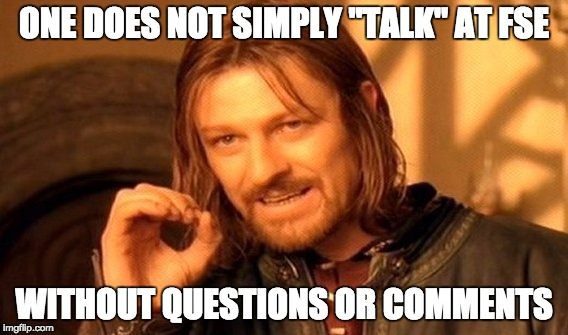 ONE DOES NOT SIMPLY "TALK" AT FSE
WITHOUT QUESTIONS OR COMMENTS
imgflip.com